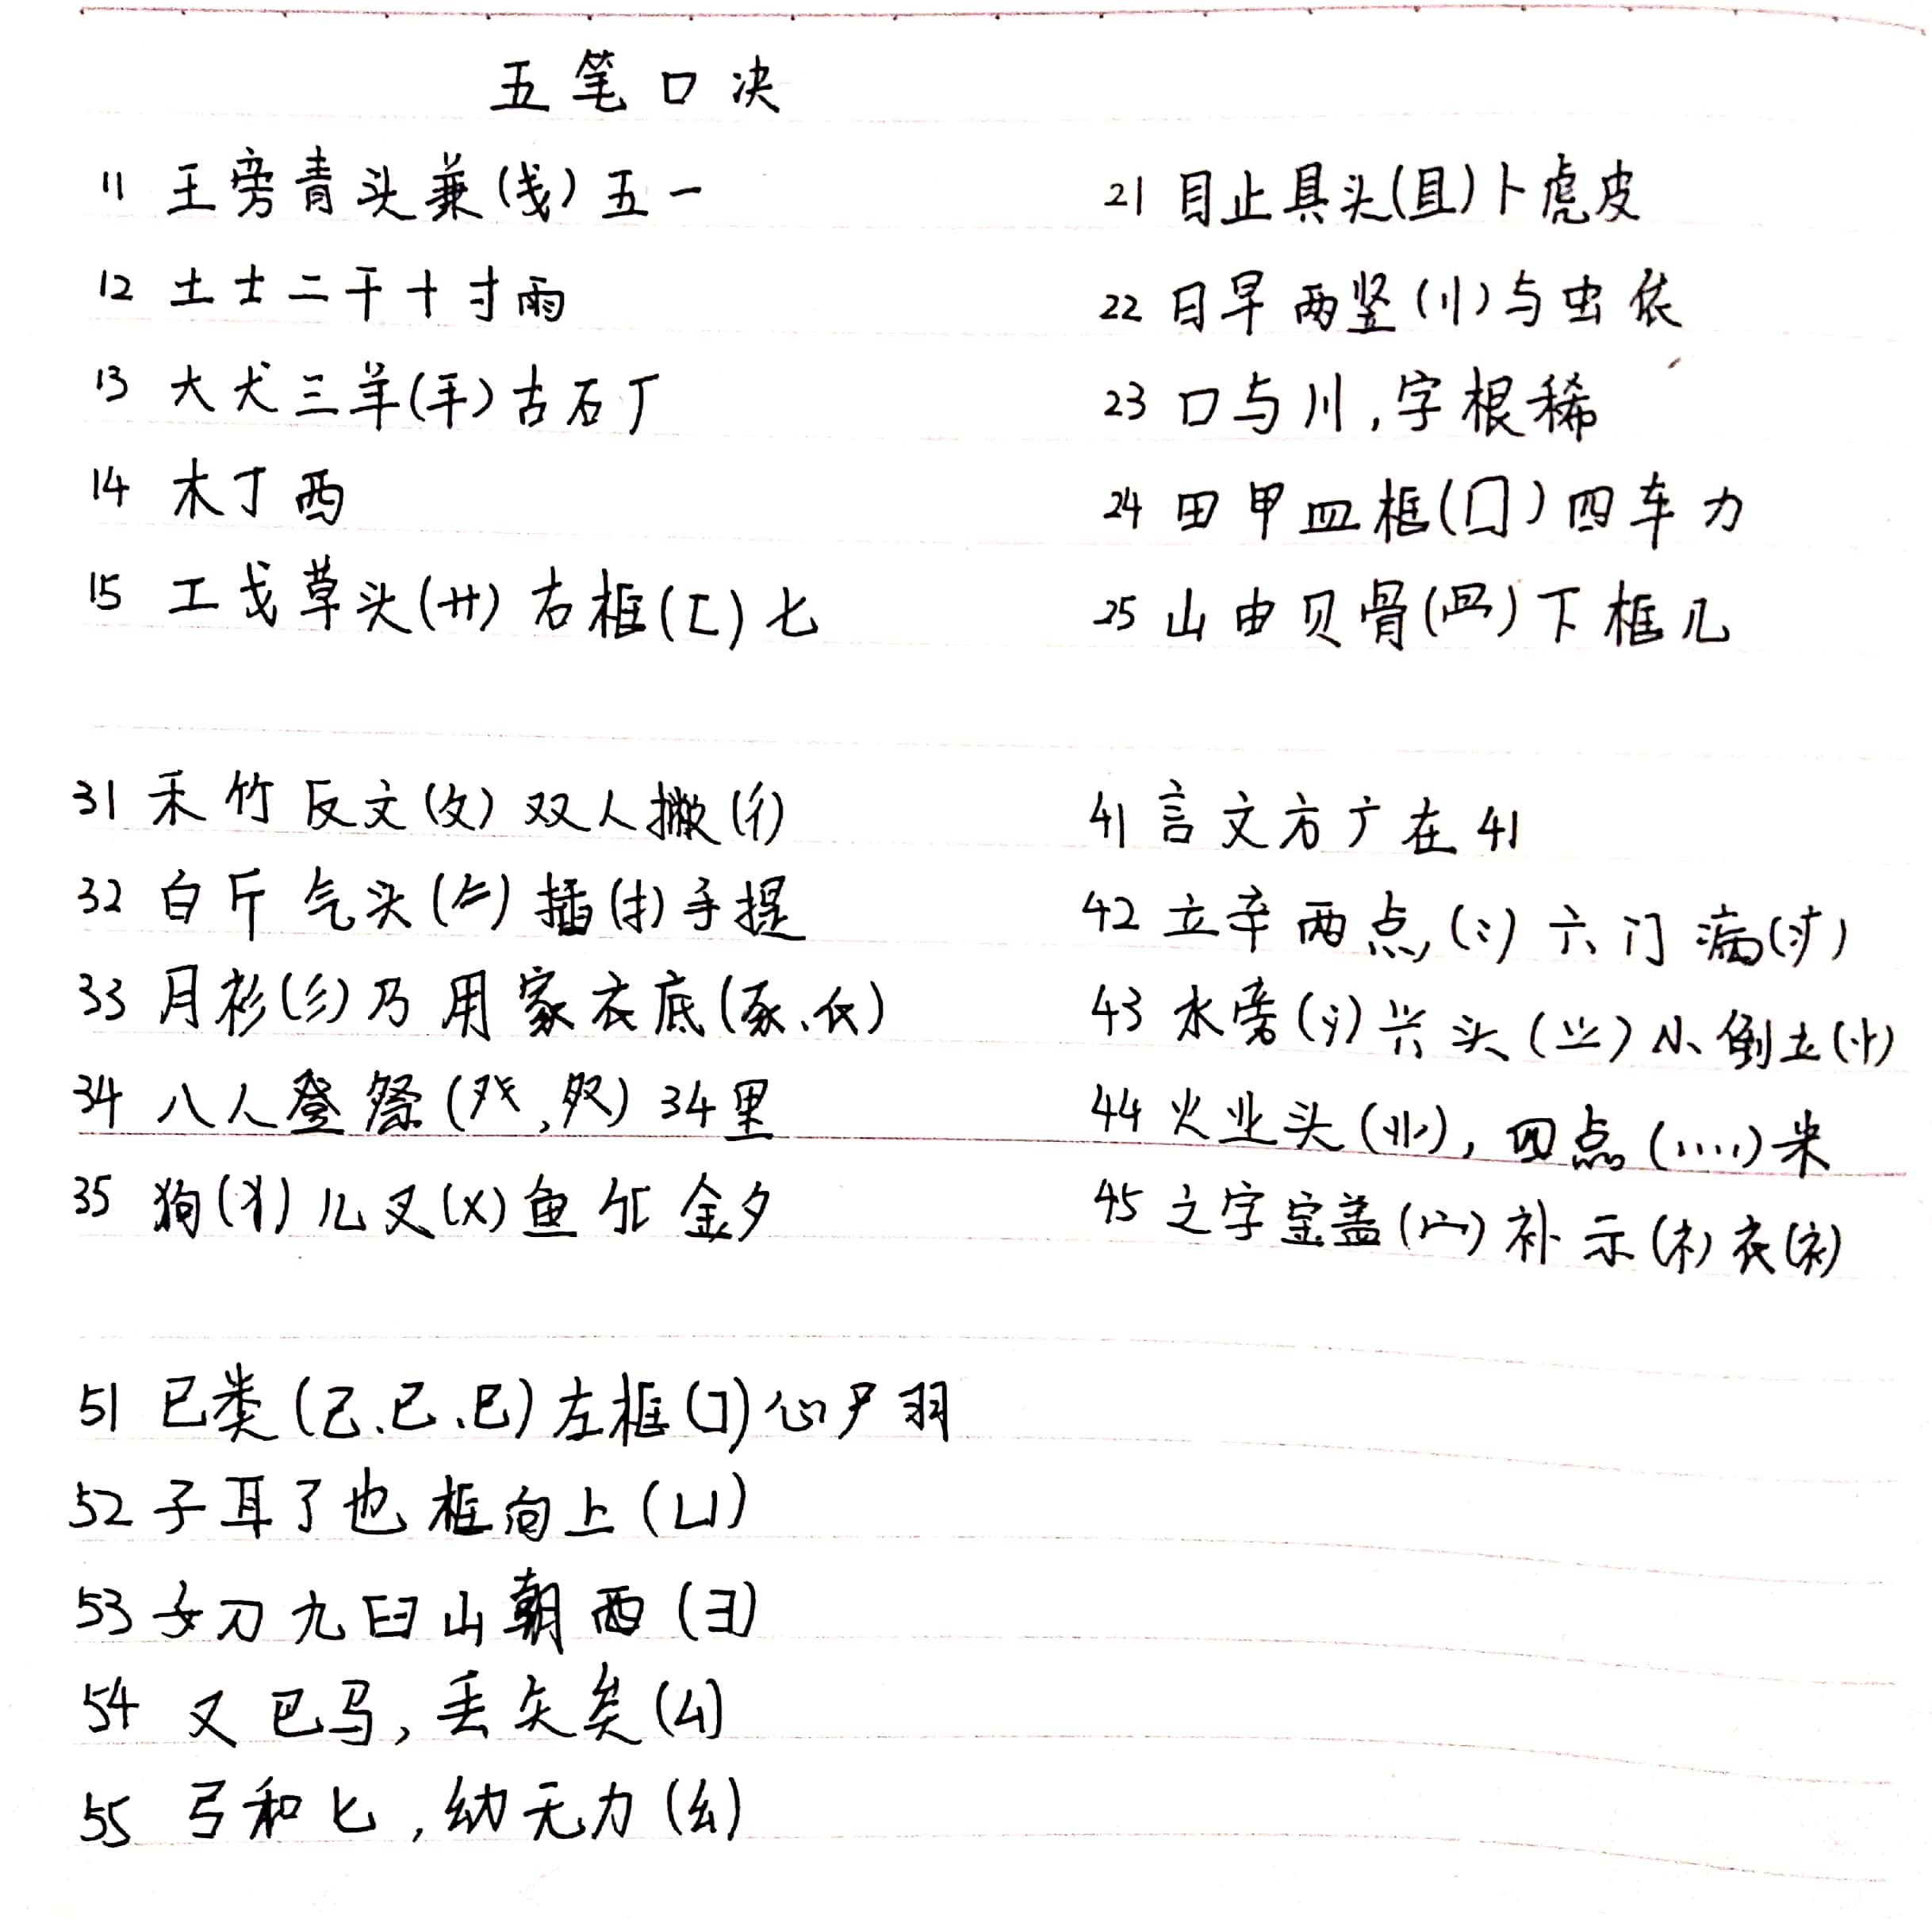 五笔口决
11 王旁青头兼(戋)五一
12 土士二干十寸雨
13 大犬三羊(手)古石厂
14 木丁西
15 工戈草头(廾)右框(匚)七
21 目止具头(且)卜虎皮
22 日早两竖(刂)与虫依
23 口与川,字根稀
24 田甲皿框(囗)四车力
25 山由贝骨(⺫)下框几
31 禾竹反文(攵)双人撇(彳)
32 白斤气头(⺧)插(扌)手提
33 月衫(彡)乃用家衣底(豕、𧘇)
34 八人登祭(癶,⺼又)34里
35 狗(犭)儿叉(乂)鱼尔金夕
41 言文方广在41
42 立辛两点(冫)六门病(疒)
43 水旁(氵)兴头(⺍)小倒土(忄)
44 火业头(业),四点(灬)米
45 之字宝盖(宀)补示(礻)衣(衤)
51 已类(己、已、巳)左框(コ)心尸羽
52 子耳了也框向上(凵)
53 女刀九臼山朝西(彐)
54 又巴马,丢矢矣(厶)
55 弓和匕,幼无力(幺)